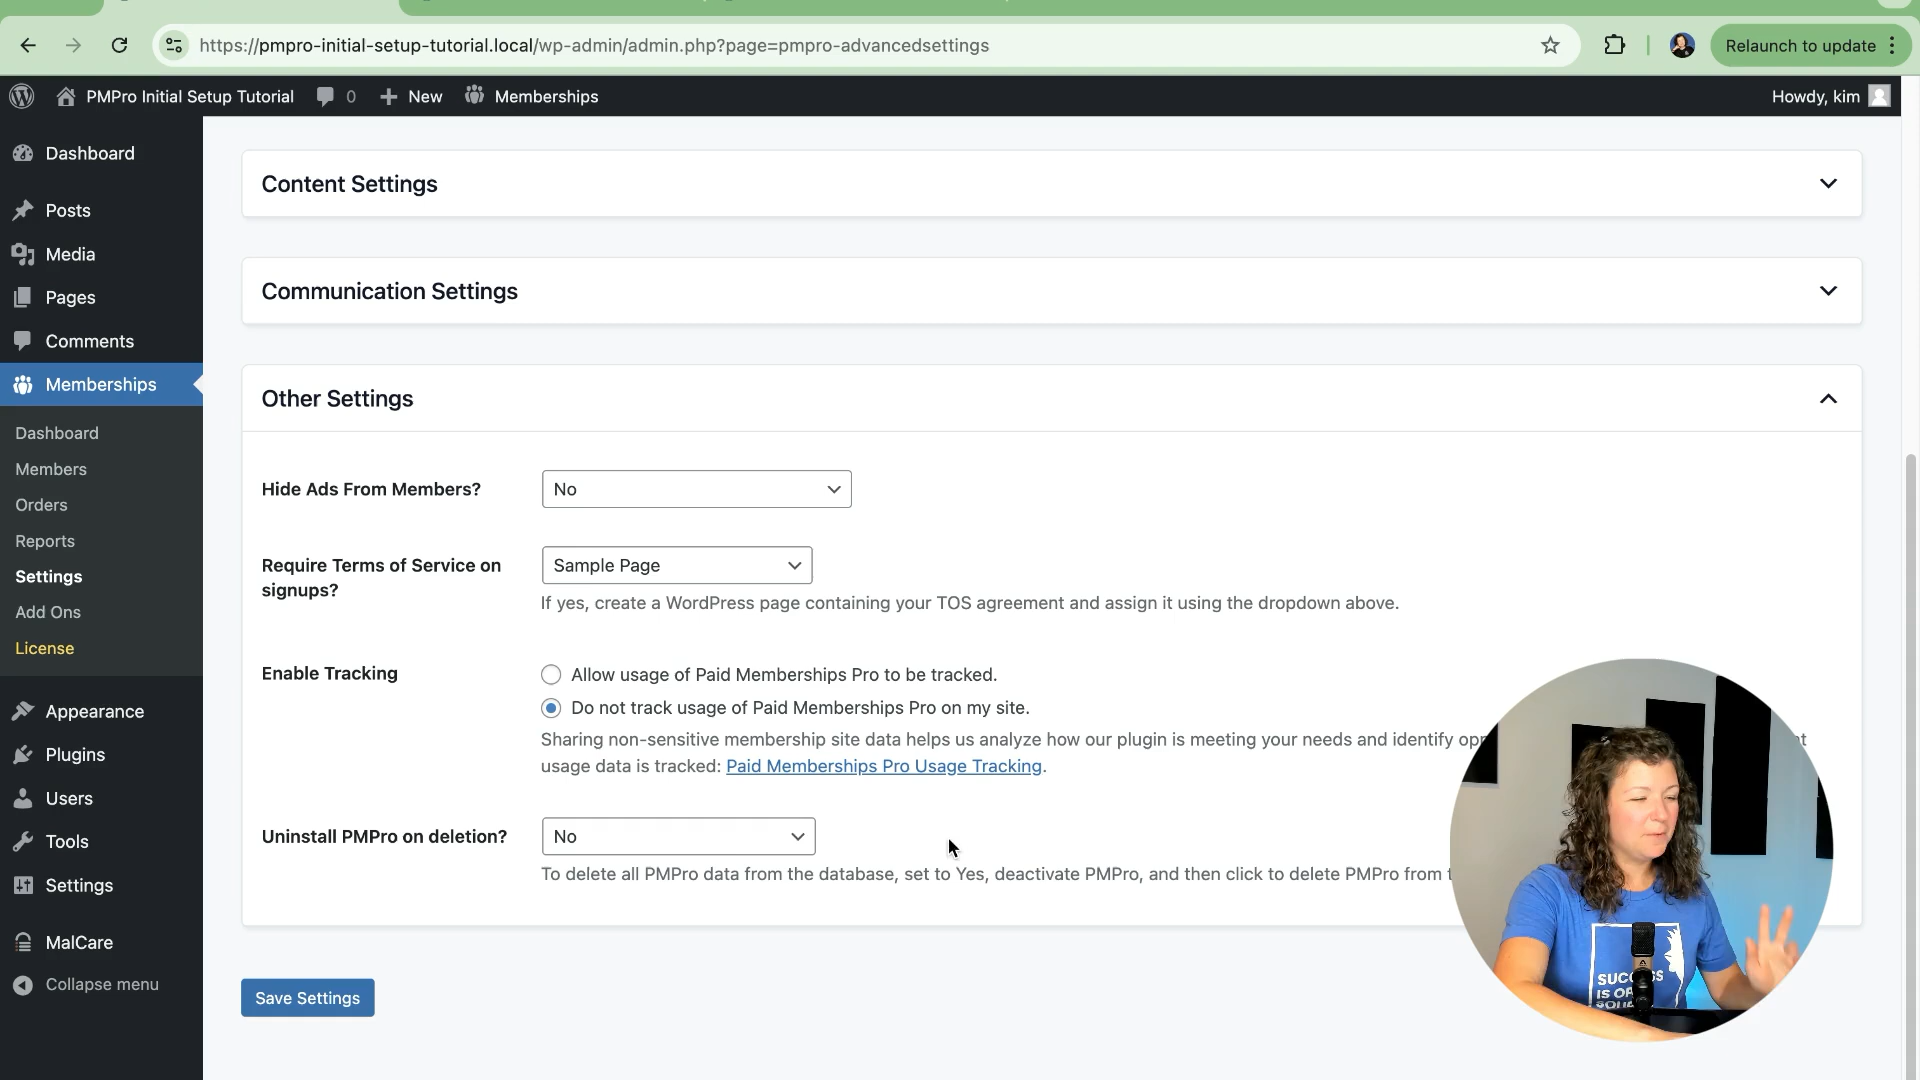 https://pmpro-initial-setup-tutorial.local/wp-admin/admin.php?page=pmpro-advancedsettings
Relaunch to update
PMPro Initial Setup Tutorial
0
New
Memberships
Howdy, kim
Dashboard
Posts
Media
Pages
Comments
Memberships
Dashboard
Members
Orders
Reports
Settings
Add Ons
License
Appearance
Plugins
Users
Tools
Settings
MalCare
Collapse menu
Content Settings
Communication Settings
Other Settings
Hide Ads From Members?
No
Require Terms of Service on
signups?
Sample Page
If yes, create a WordPress page containing your TOS agreement and assign it using the dropdown above.
Enable Tracking
Allow usage of Paid Memberships Pro to be tracked.
Do not track usage of Paid Memberships Pro on my site.
Sharing non-sensitive membership site data helps us analyze how our plugin is meeting your needs and identify
usage data is tracked: Paid Memberships Pro Usage Tracking.
Uninstall PMPro on deletion?
No
To delete all PMPro data from the database, set to Yes, deactivate PMPro, and then click to delete PMPro from
Save Settings
IS